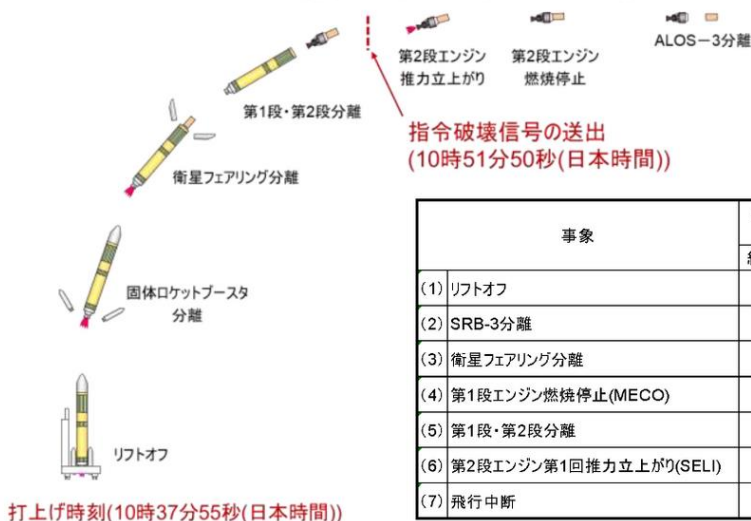 第2段エンジン
推力立上がり
第2段エンジン
燃焼停止
ALOS－3分離
第1段・第2段分離
指令破壊信号の送出
(10時51分50秒(日本時間))
衛星フェアリング分離
固体ロケットブースタ
分離
リフトオフ
打上げ時刻(10時37分55秒(日本時間))
事象
(1) リフトオフ
(2) SRB-3分離
(3) 衛星フェアリング分離
(4) 第1段エンジン燃焼停止(MECO)
(5) 第1段・第2段分離
(6) 第2段エンジン第1回推力立上がり(SELI)
(7) 飛行中断